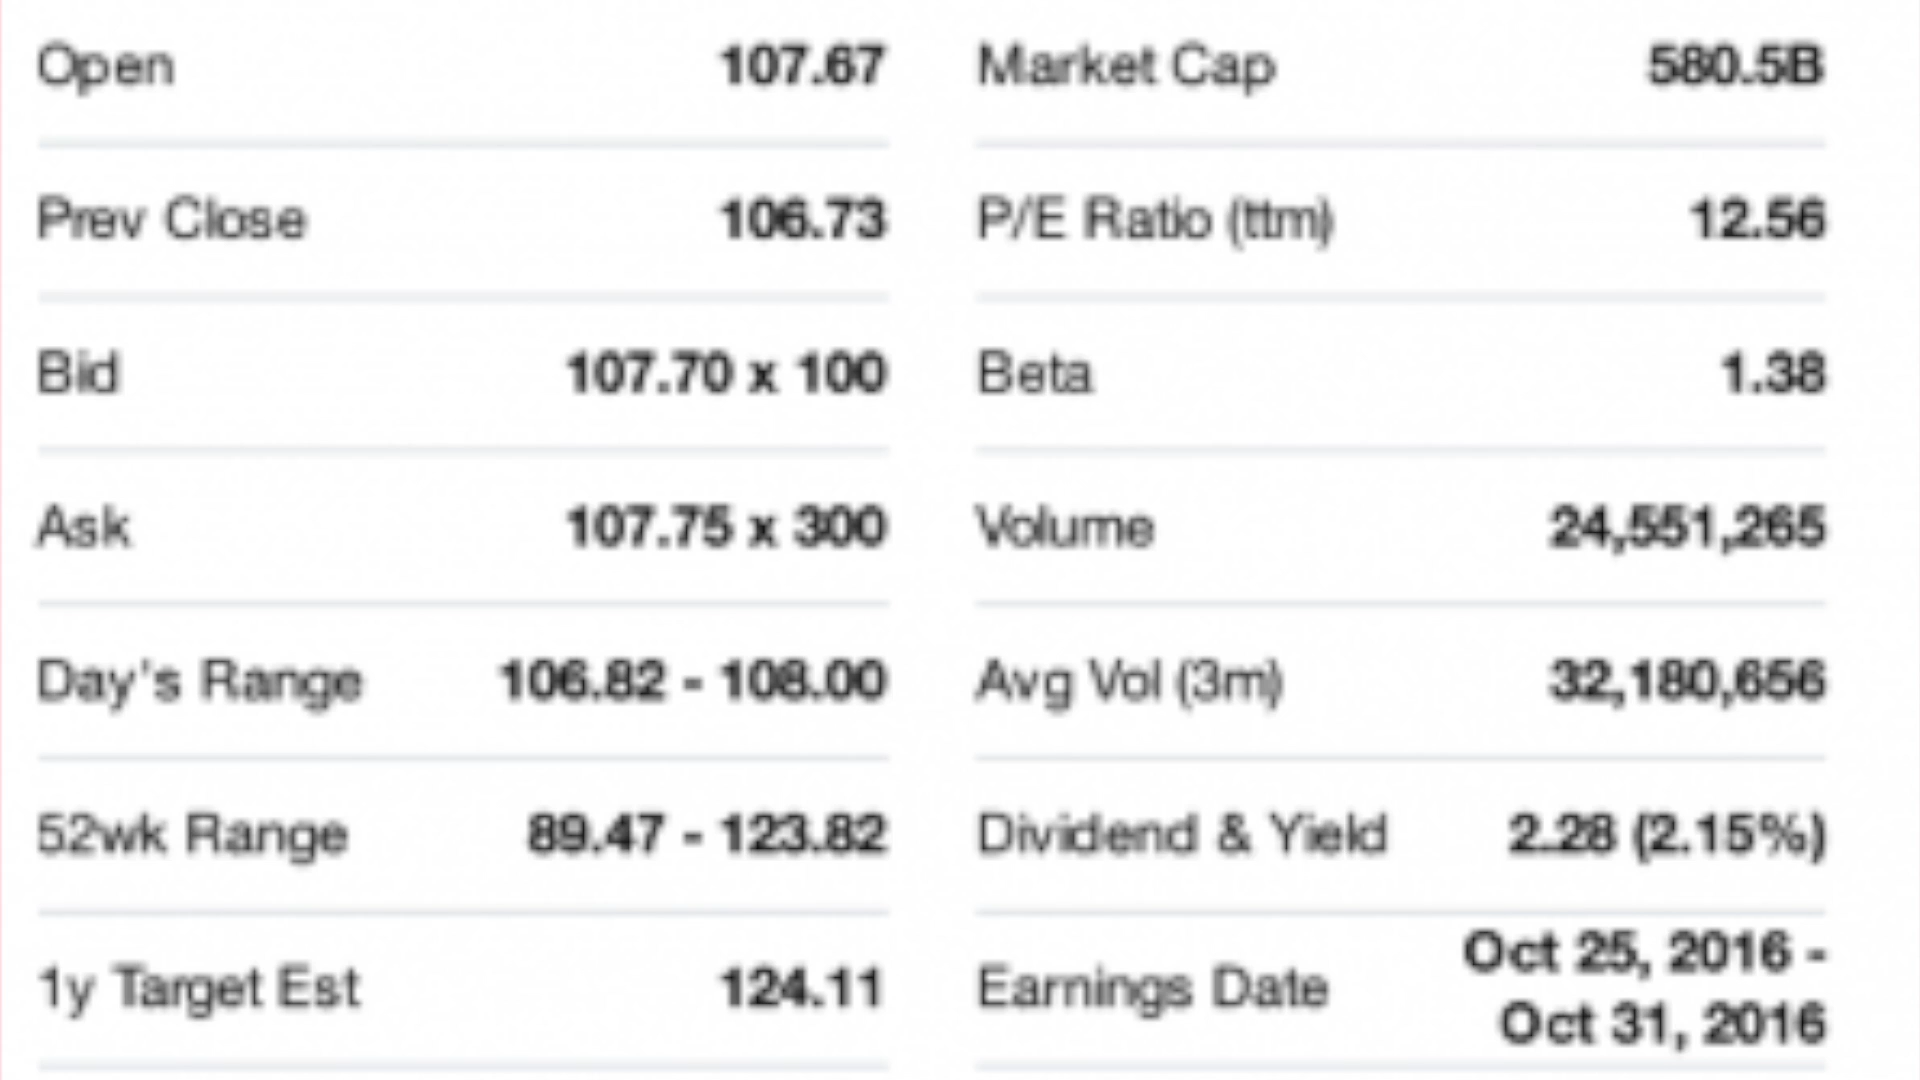 Open 107.67 Market Cap 580.5B
Prev Close 106.73 P/E Ratio (ttm) 12.56
Bid 107.70 x 100 Beta 1.38
Ask 107.75 x 300 Volume 24,551,265
Day's Range 106.82 - 108.00 Avg Vol (3m) 32,180,656
52wk Range 89.47 - 123.82 Dividend & Yield 2.28 (2.15%)
1y Target Est 124.11 Earnings Date Oct 25, 2016 -
Oct 31, 2016